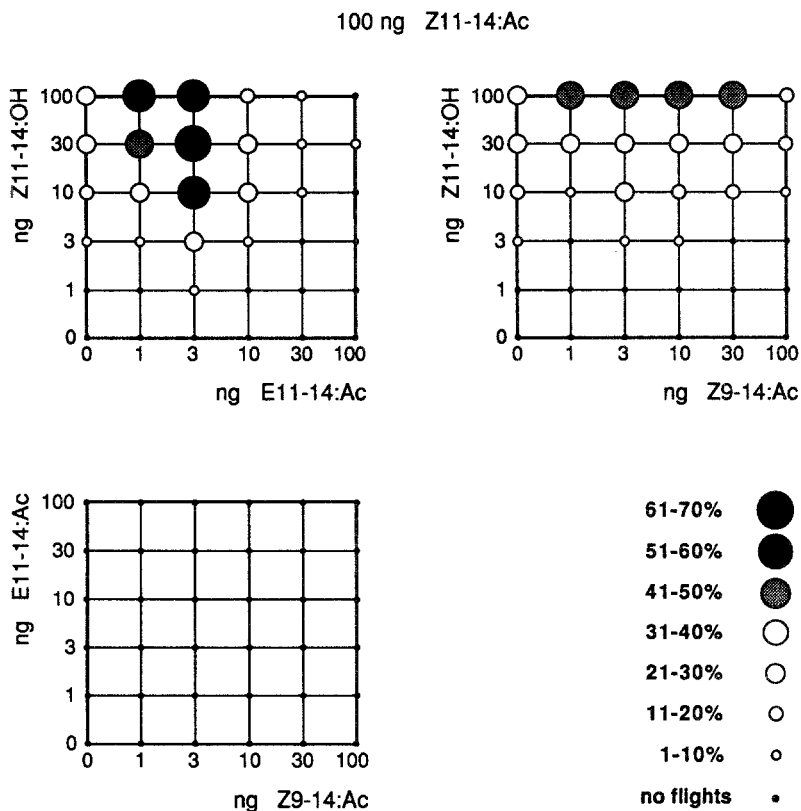 100 ng Z11-14:Ac
ng Z11-14:OH
100
30
10
3
1
0
0 1 3 10 30 100
ng E11-14:Ac
ng Z11-14:OH
100
30
10
3
1
0
0 1 3 10 30 100
ng Z9-14:Ac
ng E11-14:Ac
100
30
10
3
1
0
0 1 3 10 30 100
ng Z9-14:Ac
61-70%
51-60%
41-50%
31-40%
21-30%
11-20%
1-10%
no flights